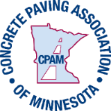 CONCRETE PAVING ASSOCIATION
CPAM
• OF MINNESOTA •